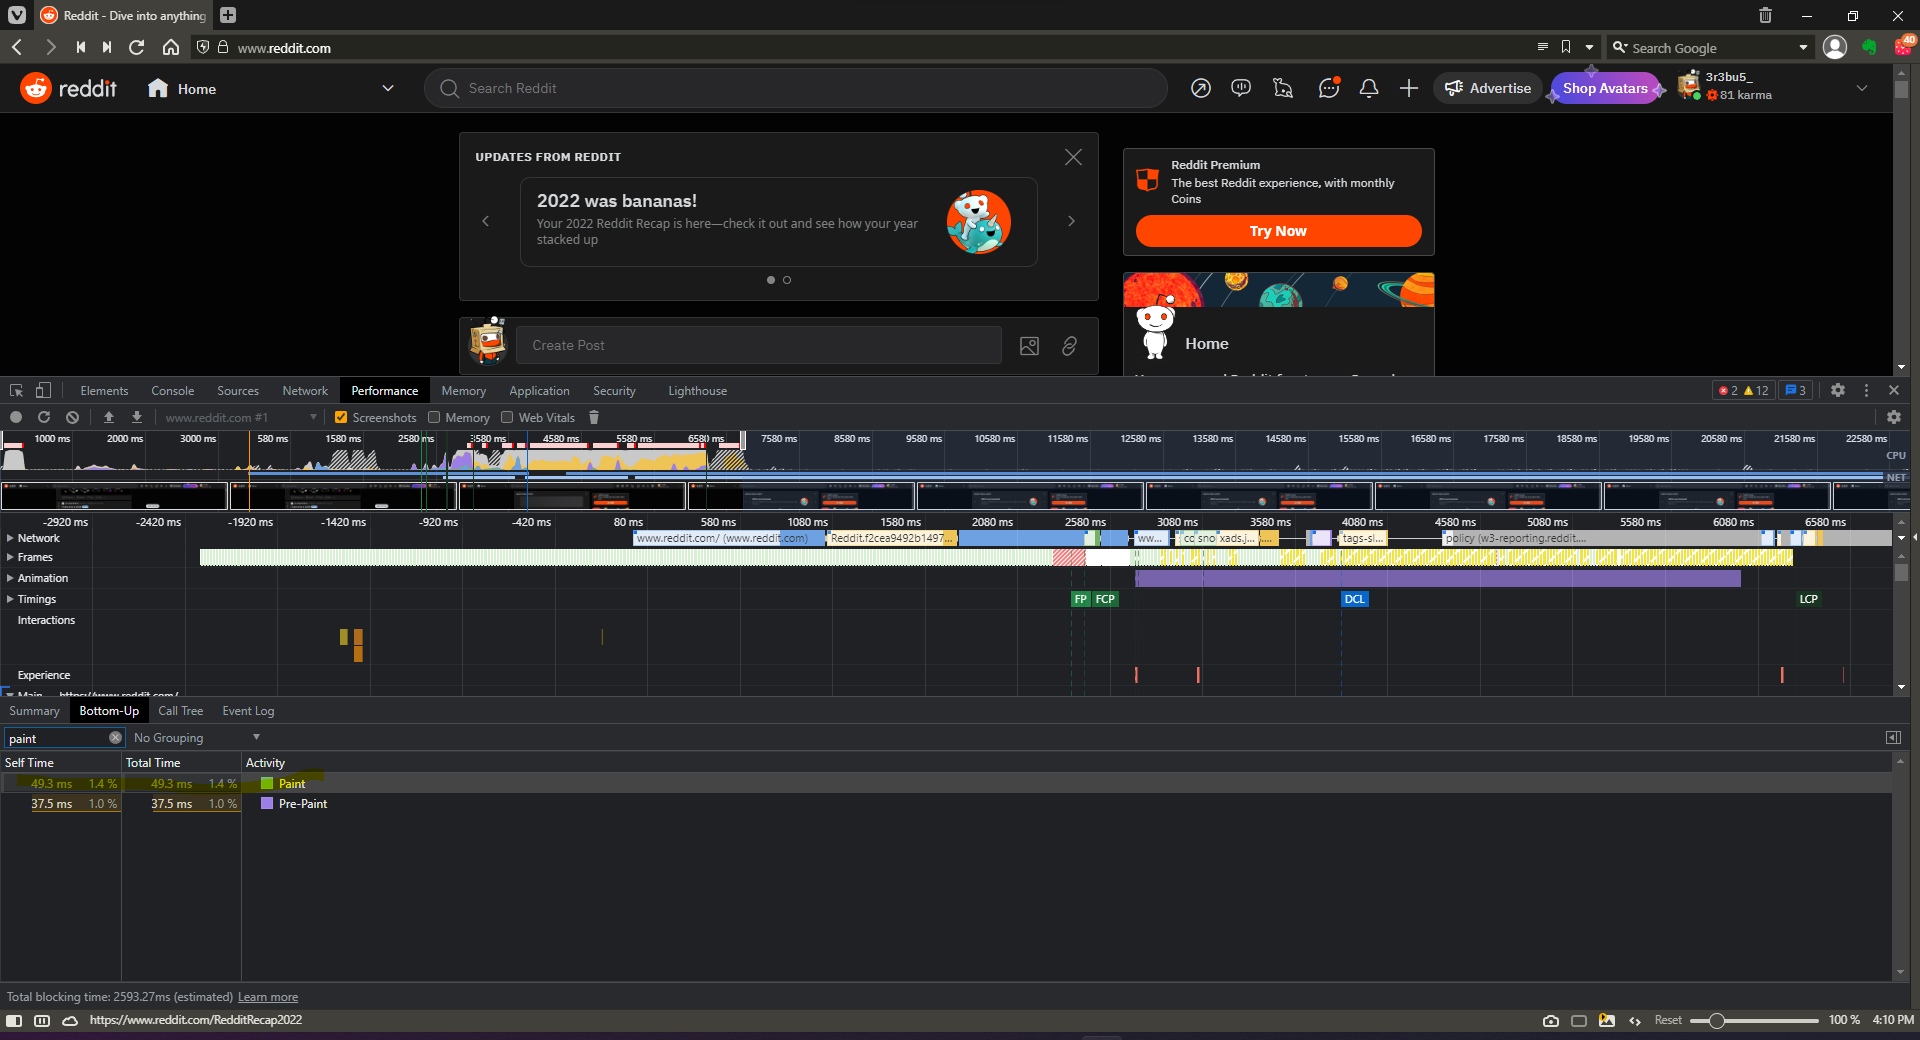 Reddit - Dive into anything
www.reddit.com
Search Google
40
reddit
Home
Search Reddit
Advertise
Shop Avatars
3r3bu5_
81 karma
UPDATES FROM REDDIT
2022 was bananas!
Your 2022 Reddit Recap is here—check it out and see how your year
stacked up
Reddit Premium
The best Reddit experience, with monthly
Coins
Try Now
Create Post
Home
Elements Console Sources Network Performance Memory Application Security Lighthouse
2 12 3
www.reddit.com #1 Screenshots Memory Web Vitals
1000 ms 2000 ms 3000 ms 580 ms 1580 ms 2580 ms 3580 ms 4580 ms 5580 ms 6580 ms 7580 ms 8580 ms 9580 ms 10580 ms 11580 ms 12580 ms 13580 ms 14580 ms 15580 ms 16580 ms 17580 ms 18580 ms 19580 ms 20580 ms 21580 ms 22580 ms
CPU
NET
-2920 ms -2420 ms -1920 ms -1420 ms -920 ms -420 ms 80 ms 580 ms 1080 ms 1580 ms 2080 ms 2580 ms 3080 ms 3580 ms 4080 ms 4580 ms 5080 ms 5580 ms 6080 ms 6580 ms
Network www.reddit.com/ (www.reddit.com) Reddit.f2cea9492b1497... ww... co sno xads.j... ... tags-sl... policy (w3-reporting.reddit....
Frames
Animation
Timings FP FCP DCL LCP
Interactions
Experience
Main — https://www.reddit.com/
Summary Bottom-Up Call Tree Event Log
paint No Grouping
Self Time Total Time Activity
49.3 ms 1.4 % 49.3 ms 1.4 % Paint
37.5 ms 1.0 % 37.5 ms 1.0 % Pre-Paint
Total blocking time: 2593.27ms (estimated) Learn more
https://www.reddit.com/RedditRecap2022 Reset 100 % 4:10 PM